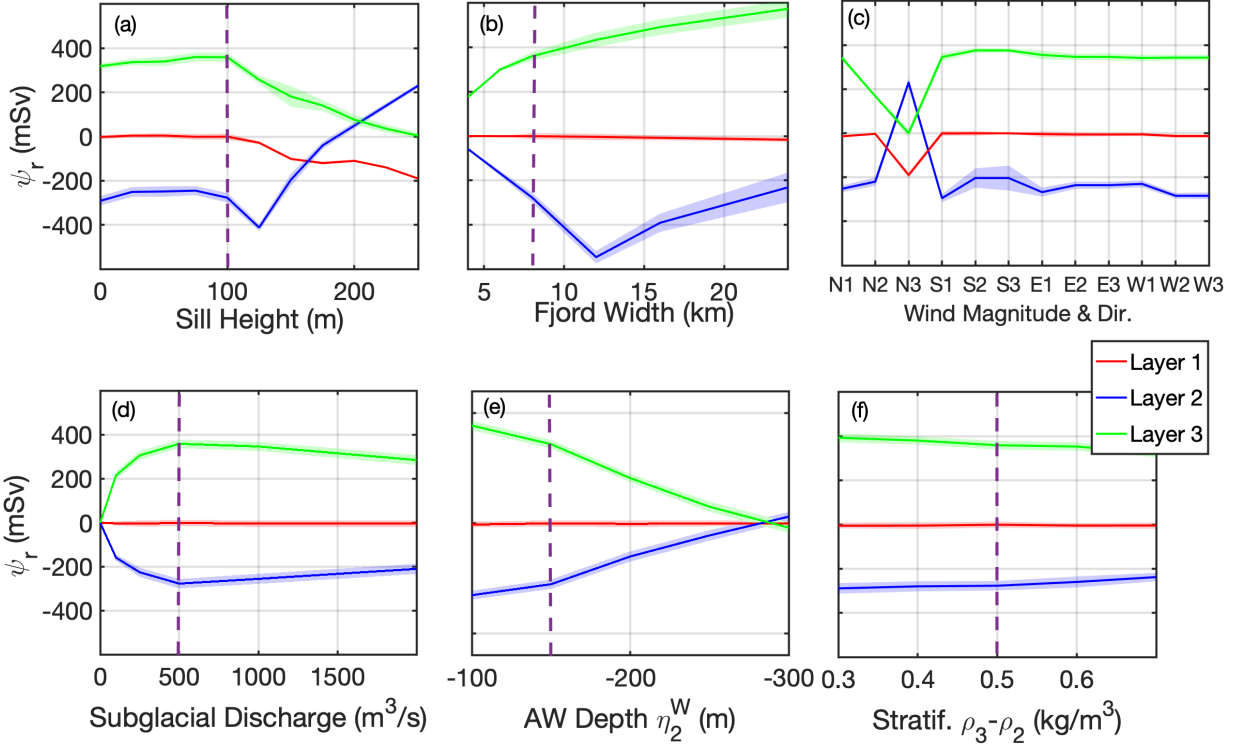 (a)
(b)
(c)
ψr (mSv)
400
200
0
-200
-400
0
100
200
Sill Height (m)
5
10
15
20
Fjord Width (km)
N1 N2 N3 S1 S2 S3 E1 E2 E3 W1 W2 W3
Wind Magnitude & Dir.
Layer 1
Layer 2
Layer 3
(d)
(e)
(f)
ψr (mSv)
400
200
0
-200
-400
0
500
1000
1500
Subglacial Discharge (m³/s)
-100
-200
-300
AW Depth η₂ᵂ (m)
0.3
0.4
0.5
0.6
Stratif. ρ₃-ρ₂ (kg/m³)